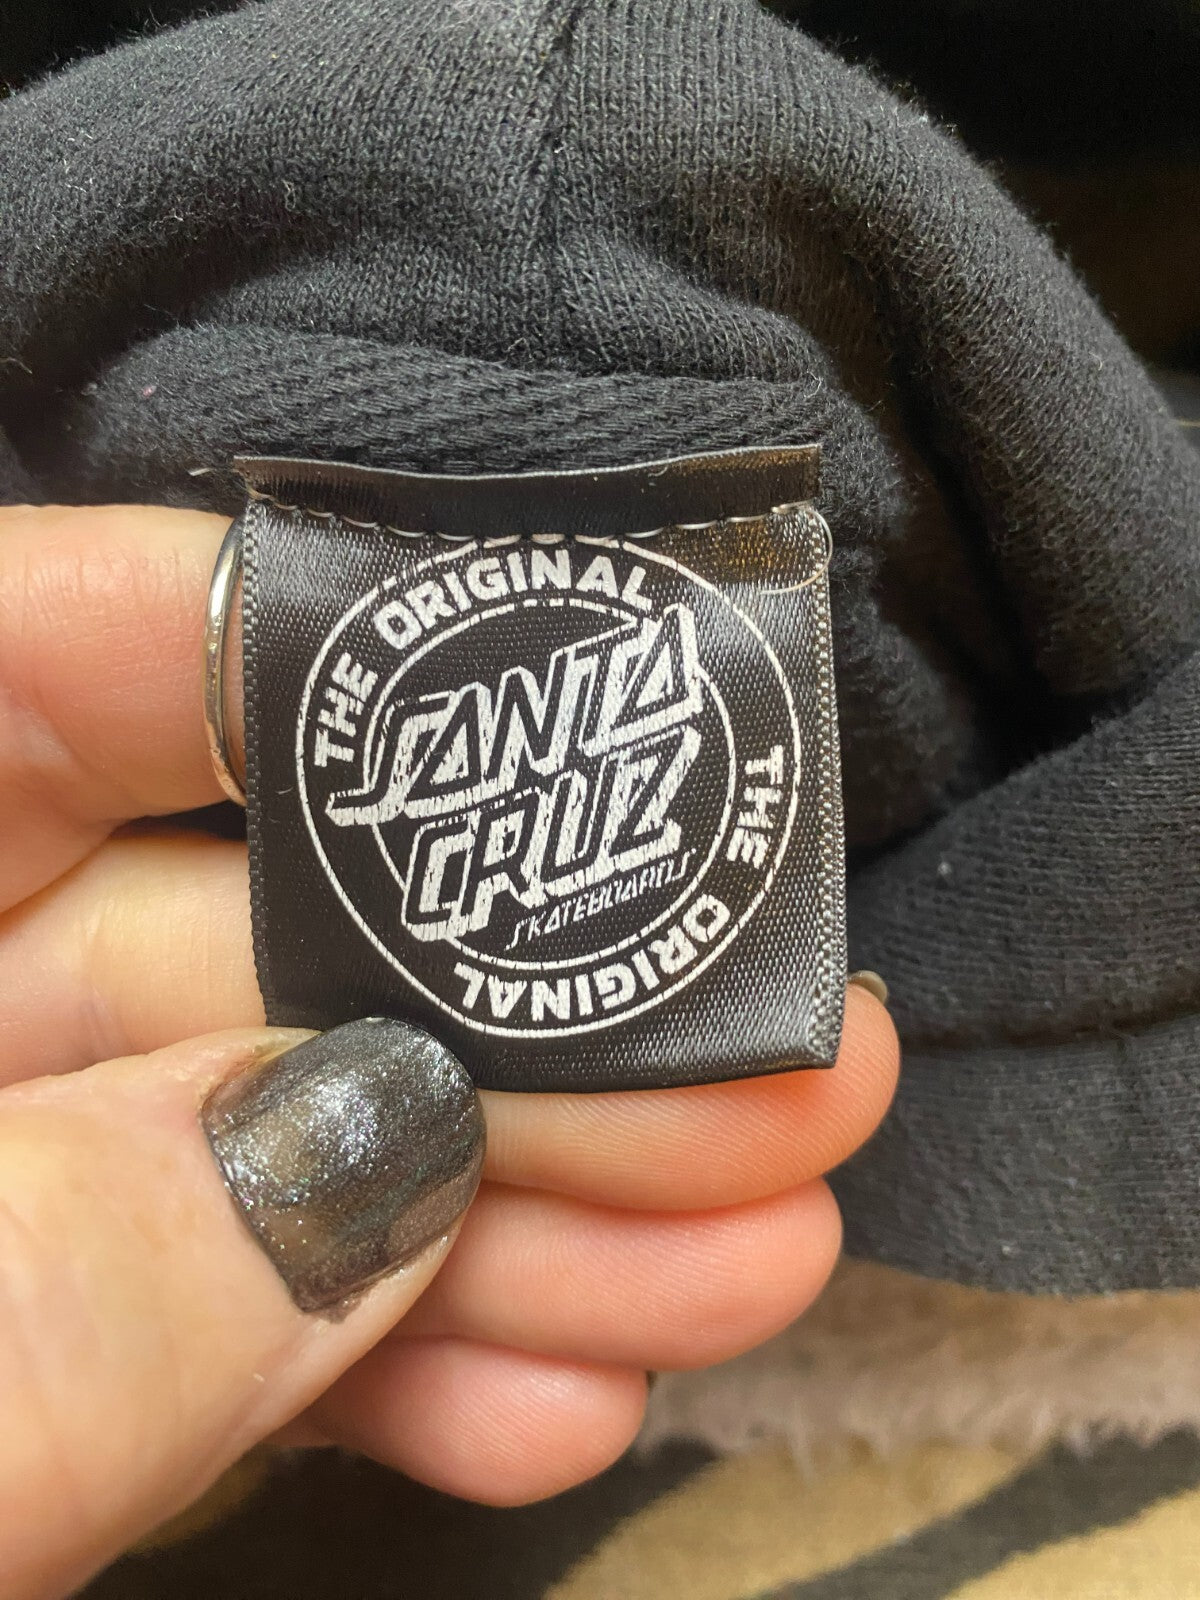 THE ORIGINAL
SANTA
CRUZ
SKATEBOARDS
THE ORIGINAL